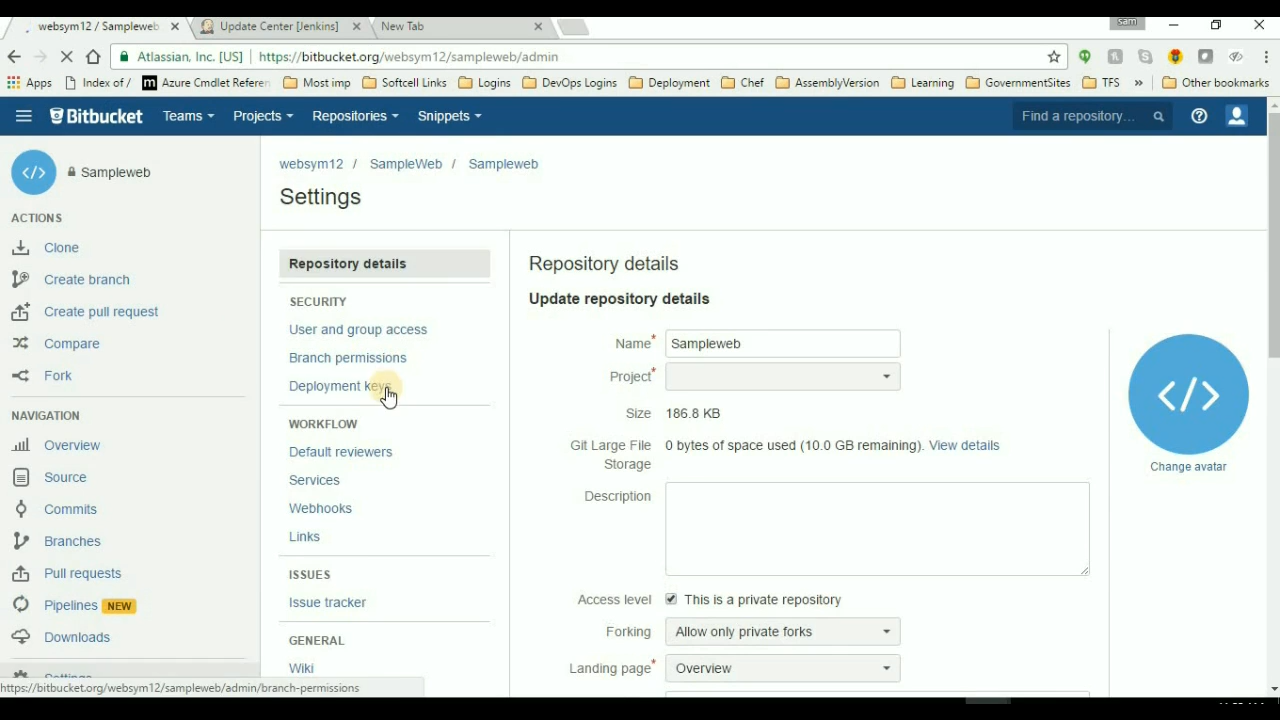 websym12 / Sampleweb
Update Center [Jenkins]
New Tab
sam
Atlassian, Inc. [US]
https://bitbucket.org/websym12/sampleweb/admin
Apps
Index of /
Azure Cmdlet Referen
Most imp
Softcell Links
Logins
DevOps Logins
Deployment
Chef
AssemblyVersion
Learning
GovernmentSites
TFS
»
Other bookmarks
Bitbucket
Teams
Projects
Repositories
Snippets
Find a repository...
Sampleweb
ACTIONS
Clone
Create branch
Create pull request
Compare
Fork
NAVIGATION
Overview
Source
Commits
Branches
Pull requests
Pipelines NEW
Downloads
Settings
https://bitbucket.org/websym12/sampleweb/admin/branch-permissions
websym12 / SampleWeb / Sampleweb
Settings
Repository details
SECURITY
User and group access
Branch permissions
Deployment keys
WORKFLOW
Default reviewers
Services
Webhooks
Links
ISSUES
Issue tracker
GENERAL
Wiki
Repository details
Update repository details
Name* Sampleweb
Project*
Size 186.8 KB
Git Large File Storage 0 bytes of space used (10.0 GB remaining). View details
Description
Access level This is a private repository
Forking Allow only private forks
Landing page* Overview
Change avatar